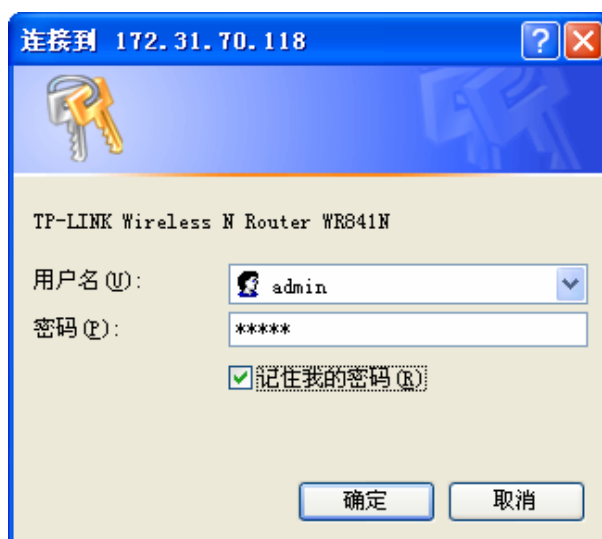 连接到 172.31.70.118
TP-LINK Wireless N Router WR841N
用户名(U):
admin
密码(P):
*****
记住我的密码(R)
确定
取消